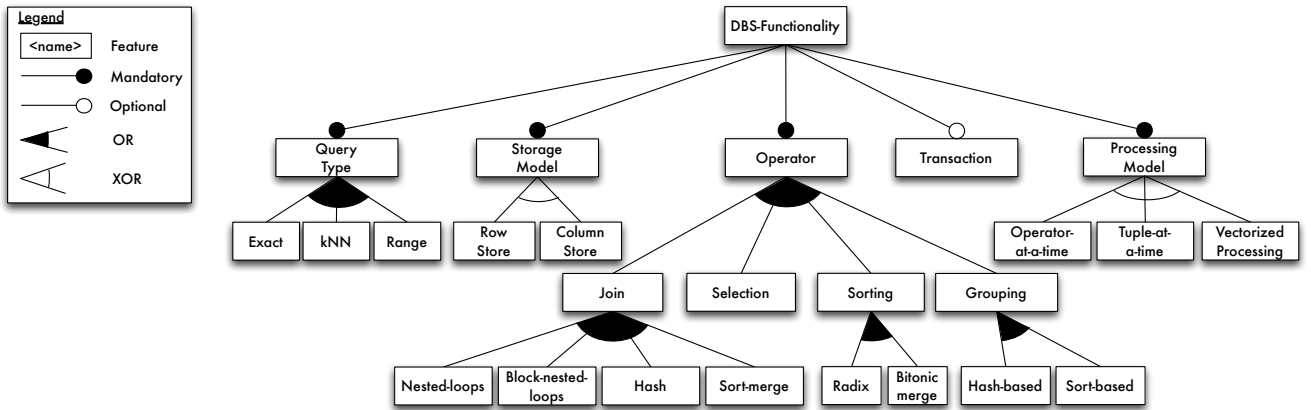 Legend
<name>
Feature
Mandatory
Optional
OR
XOR
DBS-Functionality
Query
Type
Storage
Model
Operator
Transaction
Processing
Model
Exact
kNN
Range
Row
Store
Column
Store
Operator-
at-a-time
Tuple-at-
a-time
Vectorized
Processing
Join
Selection
Sorting
Grouping
Nested-loops
Block-nested-
loops
Hash
Sort-merge
Radix
Bitonic
merge
Hash-based
Sort-based